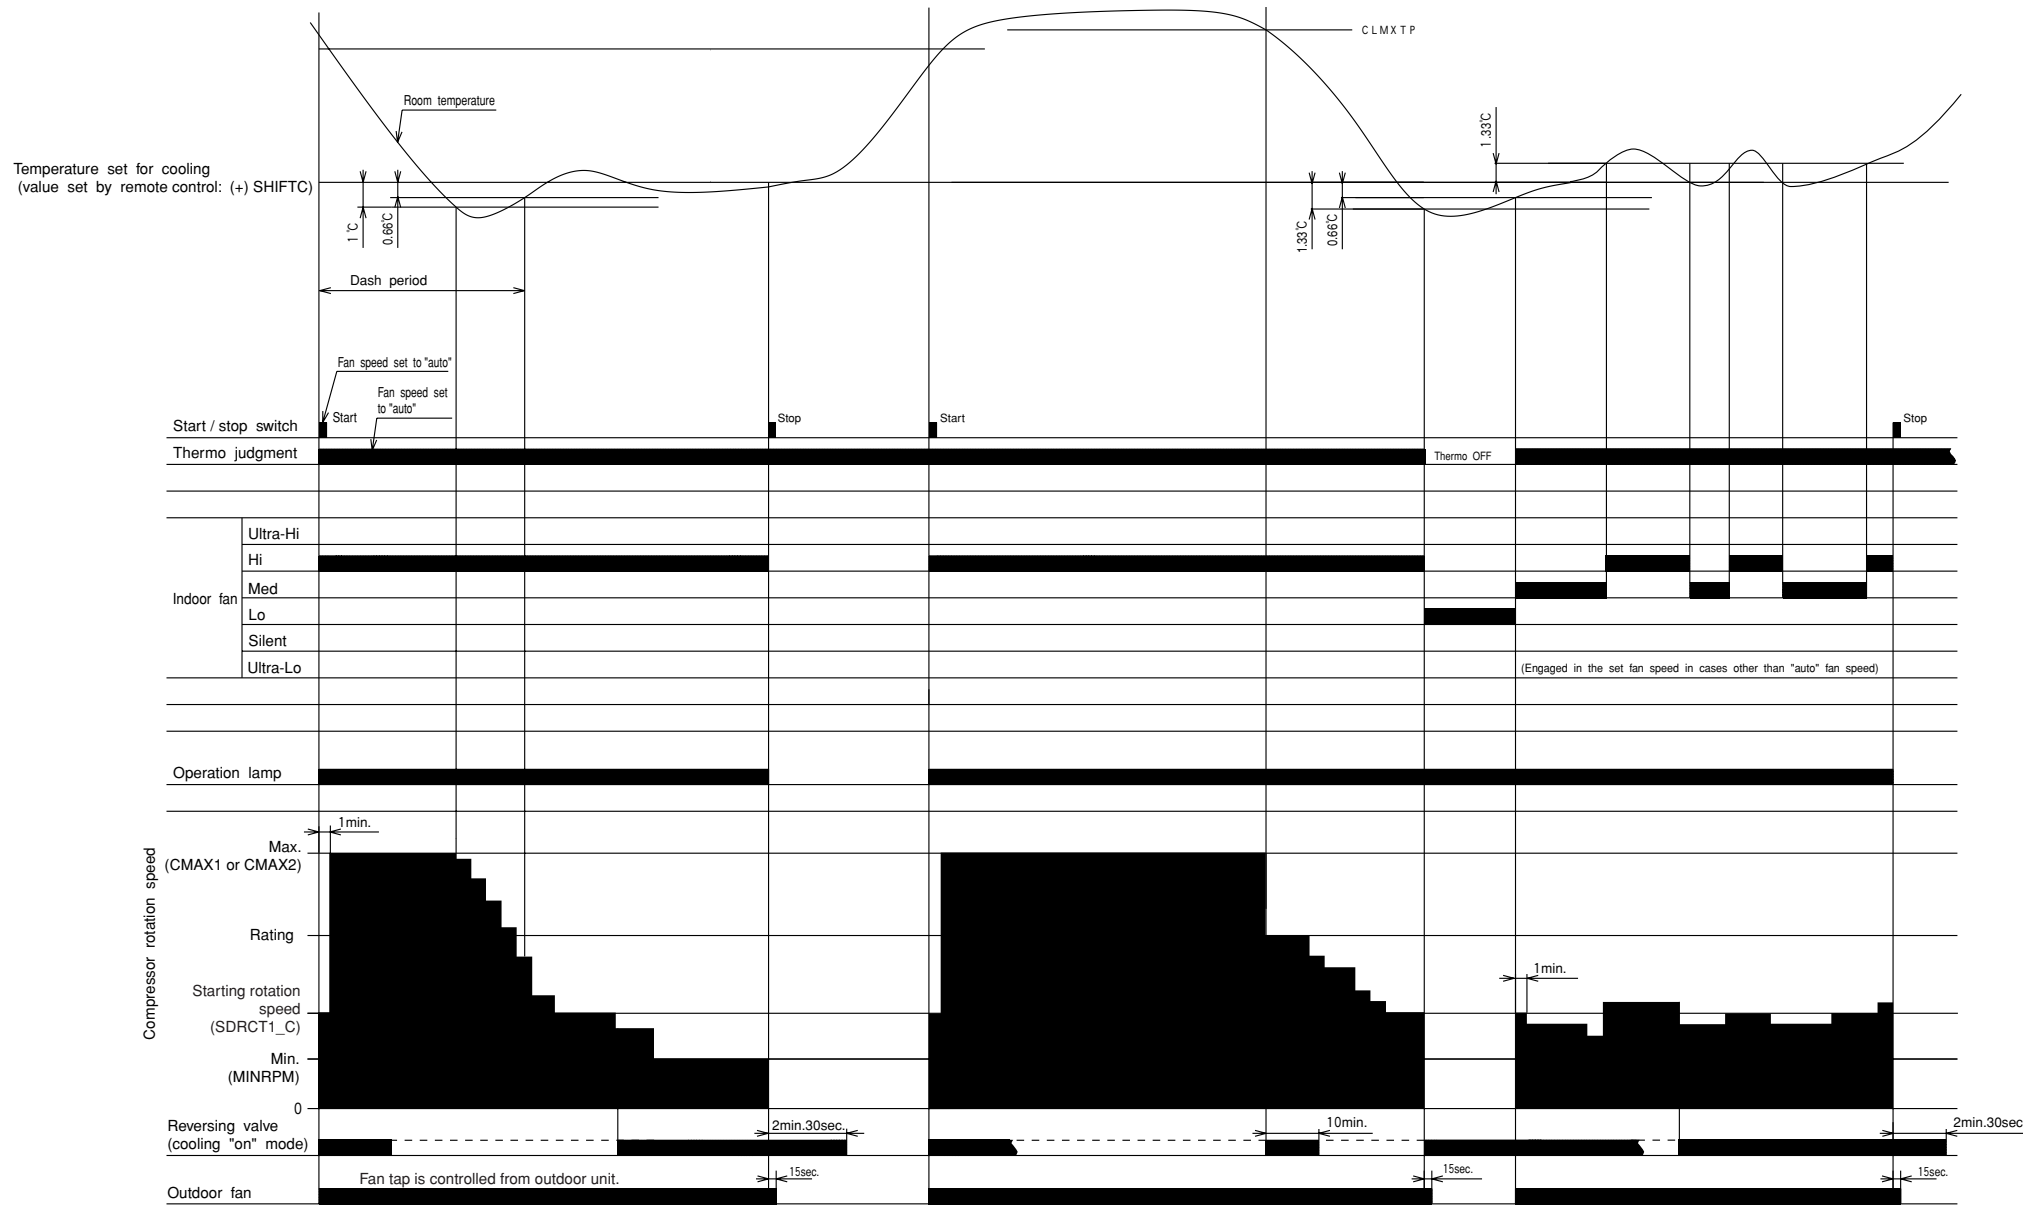 CLMXTP
Room temperature
1.33℃
Temperature set for cooling
(value set by remote control: (+) SHIFTC)
1℃
0.66℃
1.33℃
0.66℃
Dash period
Fan speed set to "auto"
Fan speed set
to "auto"
Start / stop switch
Start
Stop
Start
Stop
Thermo judgment
Thermo OFF
Indoor fan
Ultra-Hi
Hi
Med
Lo
Silent
Ultra-Lo
(Engaged in the set fan speed in cases other than "auto" fan speed)
Operation lamp
1min.
Compressor rotation speed
Max.
(CMAX1 or CMAX2)
Rating
1min.
Starting rotation
speed
(SDRCT1_C)
Min.
(MINRPM)
0
Reversing valve
(cooling "on" mode)
2min.30sec.
10min.
2min.30sec
Fan tap is controlled from outdoor unit.
15sec.
15sec.
15sec.
Outdoor fan